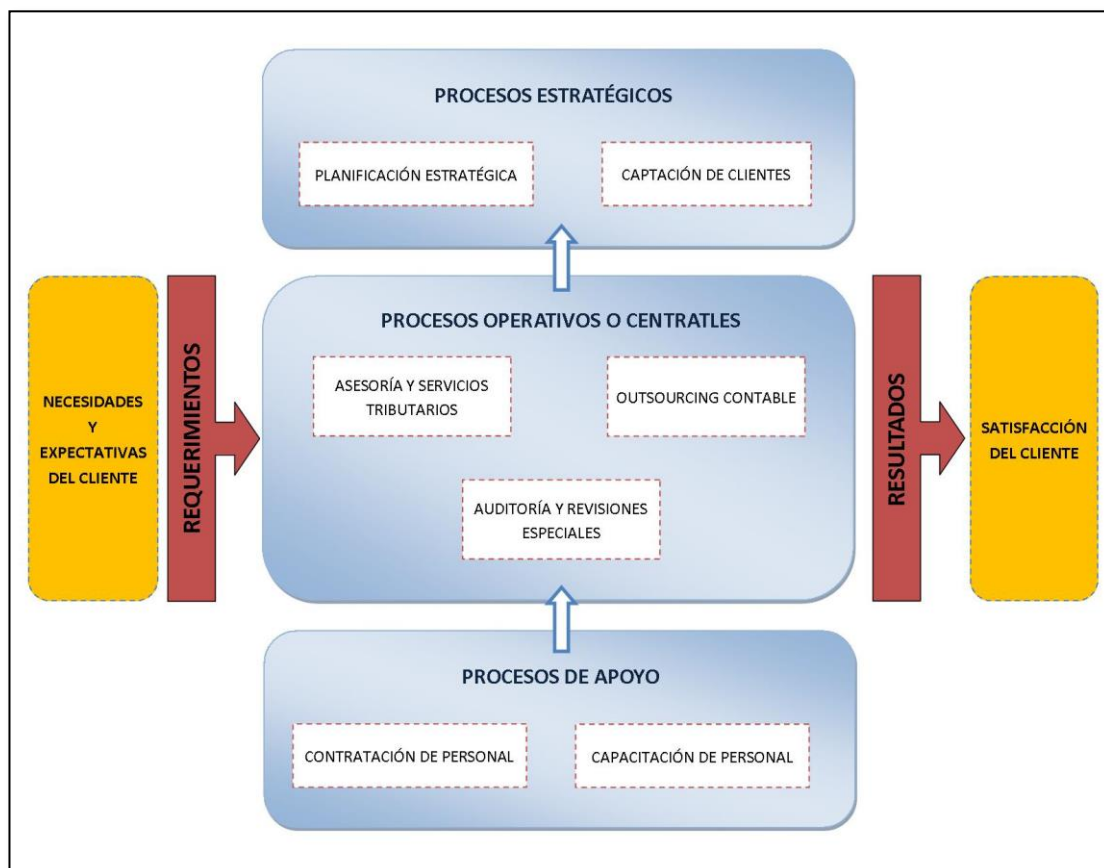 PROCESOS ESTRATÉGICOS
PLANIFICACIÓN ESTRATÉGICA
CAPTACIÓN DE CLIENTES
NECESIDADES
Y
EXPECTATIVAS
DEL CLIENTE
REQUERIMIENTOS
PROCESOS OPERATIVOS O CENTRATLES
ASESORÍA Y SERVICIOS
TRIBUTARIOS
OUTSOURCING CONTABLE
AUDITORÍA Y REVISIONES
ESPECIALES
RESULTADOS
SATISFACCIÓN
DEL CLIENTE
PROCESOS DE APOYO
CONTRATACIÓN DE PERSONAL
CAPACITACIÓN DE PERSONAL